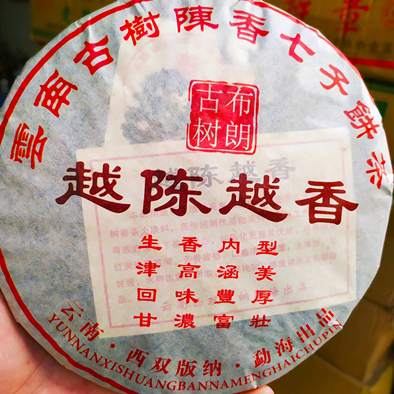 雲南古樹陳香七子餅茶
布朗
古树
越陈越香
生津回甘
香高味濃
内涵豐富
型美厚壯
云南·西双版纳·勐海出品
YUNNANXISHUANGBANNAMENGHAICHUPIN